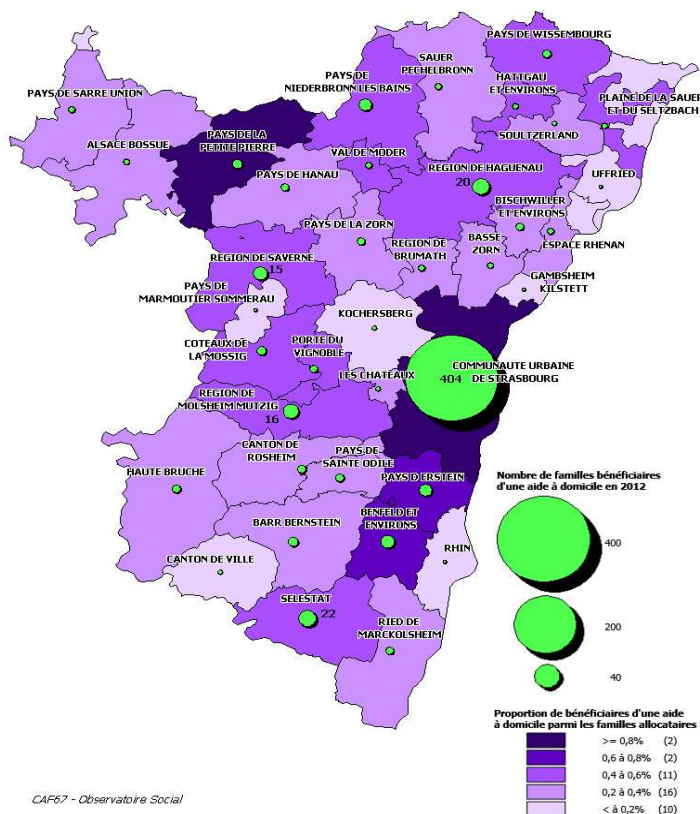 PAYS DE WISSEMBOURG
SAUER
PECHELBRONN
PAYS DE
NIEDERBRONN LES BAINS
HATTGAU
ET ENVIRONS
PAYS DE SARRE UNION
PLAINE DE LA SAUER
ET DU SELTZBACH
SOULTZERLAND
PAYS DE LA
PETITE PIERRE
ALSACE BOSSUE
VAL DE MODER
REGION DE HAGUENAU
20
PAYS DE HANAU
UFFRIED
BISCHWILLER
ET ENVIRONS
PAYS DE LA ZORN
BASSE
ZORN
ESPACE RHENAN
REGION DE
BRUMATH
REGION DE SAVERNE
15
GAMBSHEIM
KILSTETT
PAYS DE
MARMOUTIER SOMMERAU
KOCHERSBERG
COTEAUX DE
LA MOSSIG
PORTE DU
VIGNOBLE
COMMUNAUTE URBAINE
DE STRASBOURG
404
LES CHATEAUX
REGION DE
MOLSHEIM MUTZIG
16
CANTON DE
ROSHEIM
PAYS DE
SAINTE ODILE
HAUTE BRUCHE
PAYS D ERSTEIN
0
BENFELD ET
ENVIRONS
BARR BERNSTEIN
RHIN
CANTON DE VILLE
SELESTAT
22
RIED DE
MARCKOLSHEIM
Nombre de familles bénéficiaires
d'une aide à domicile en 2012
400
200
40
Proportion de bénéficiaires d'une aide
à domicile parmi les familles allocataires
>= 0,8% (2)
0,6 à 0,8% (2)
0,4 à 0,6% (11)
0,2 à 0,4% (16)
< à 0,2% (10)
CAF67 - Observatoire Social